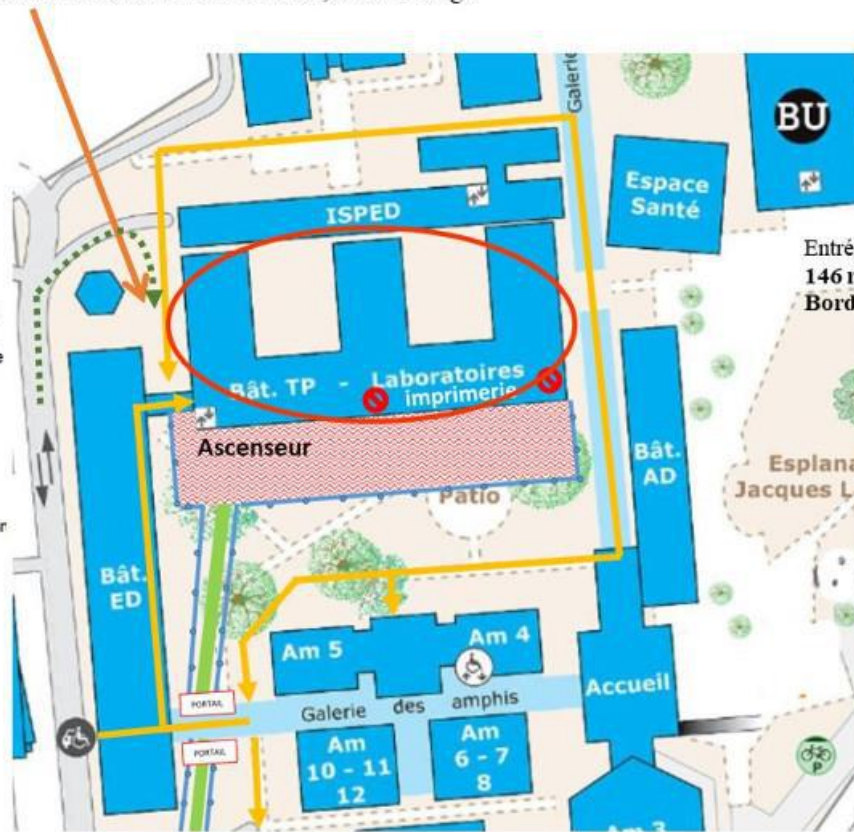 Galerie
BU
Espace
Santé
ISPED
Entré
146
Bord
Bât. TP - Laboratoires
imprimerie
Ascenseur
Patio
Bât.
AD
Esplana
Jacques L
Bât.
ED
Am 5
Am 4
Accueil
PORTAIL
Galerie des amphis
PORTAIL
Am
10 - 11
12
Am
6 - 7
8
P
Am 3